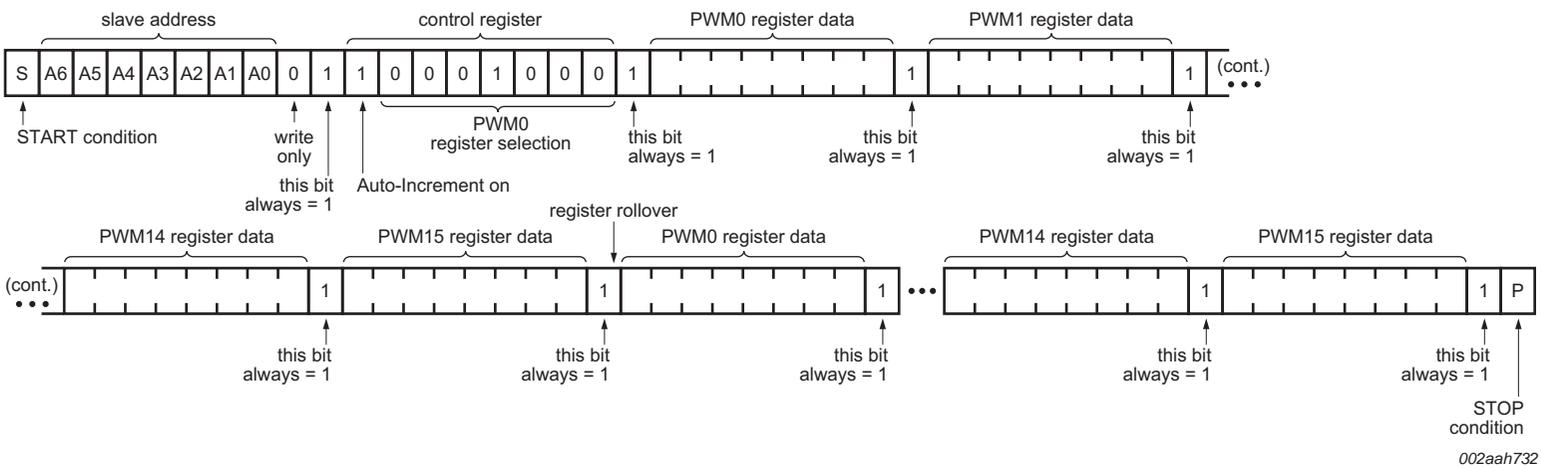 slave address
control register
PWM0 register data
PWM1 register data
S A6 A5 A4 A3 A2 A1 A0 0 1 1 0 0 0 1 0 0 0 1 1 1 (cont.)
START condition
write
only
this bit
always = 1
Auto-Increment on
PWM0
register selection
this bit
always = 1
this bit
always = 1
this bit
always = 1
register rollover
PWM14 register data
PWM15 register data
PWM0 register data
PWM14 register data
PWM15 register data
(cont.) 1 1 1 1 1 P
this bit
always = 1
this bit
always = 1
this bit
always = 1
this bit
always = 1
this bit
always = 1
STOP
condition
002aah732